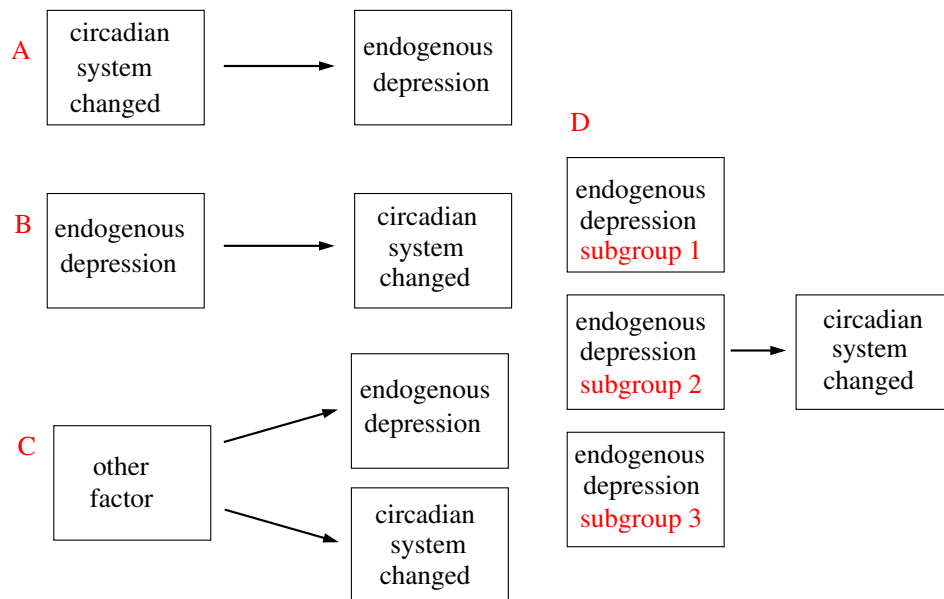 A
circadian
system
changed
endogenous
depression
B
endogenous
depression
circadian
system
changed
C
other
factor
endogenous
depression
circadian
system
changed
D
endogenous
depression
subgroup 1
endogenous
depression
subgroup 2
circadian
system
changed
endogenous
depression
subgroup 3